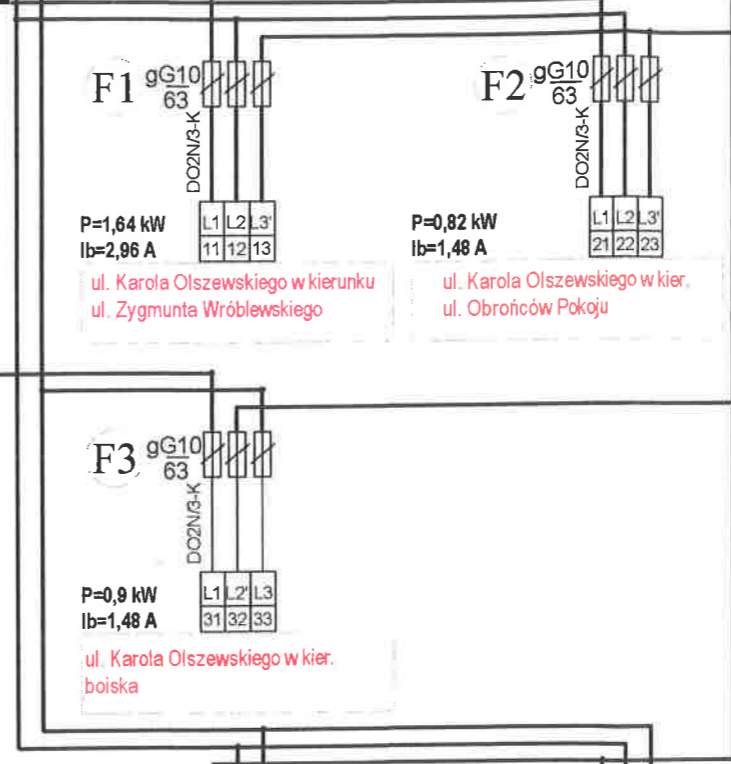 F1
gG10
63
DO2N/3-K
P=1,64 kW
Ib=2,96 A
L1 L2 L3'
11 12 13
ul. Karola Olszewskiego w kierunku
ul. Zygmunta Wróblewskiego
F2
gG10
63
DO2N/3-K
P=0,82 kW
Ib=1,48 A
L1 L2 L3'
21 22 23
ul. Karola Olszewskiego w kier.
ul. Obrońców Pokoju
F3
gG10
63
DO2N/3-K
P=0,9 kW
Ib=1,48 A
L1 L2' L3
31 32 33
ul. Karola Olszewskiego w kier.
boiska